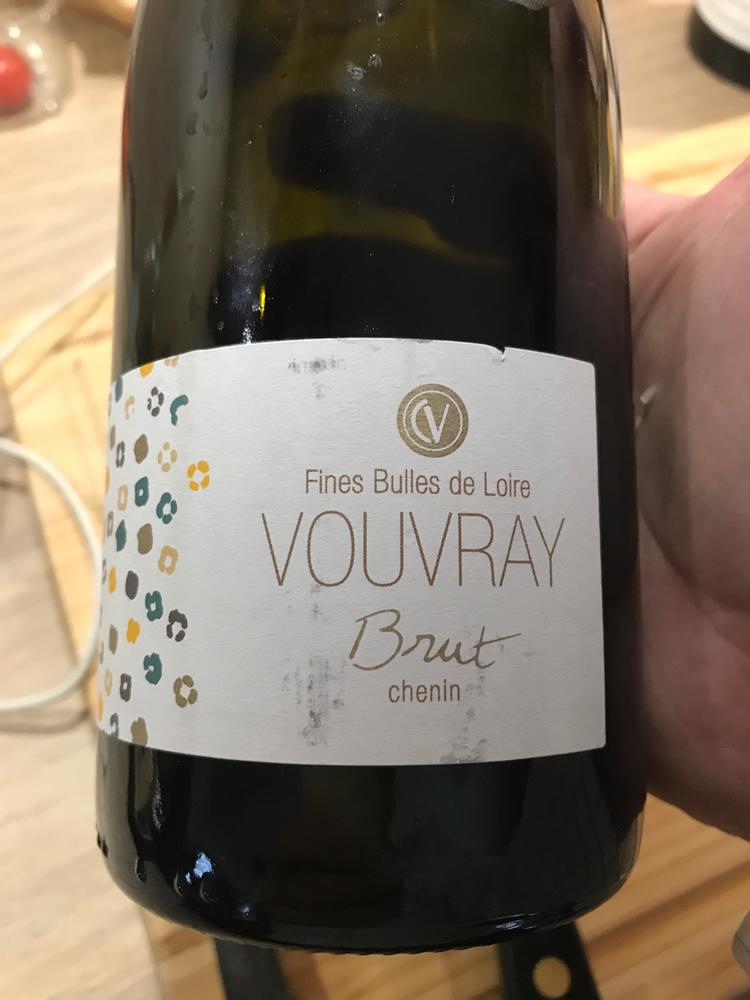 CV
Fines Bulles de Loire
VOUVRAY
Brut
chenin